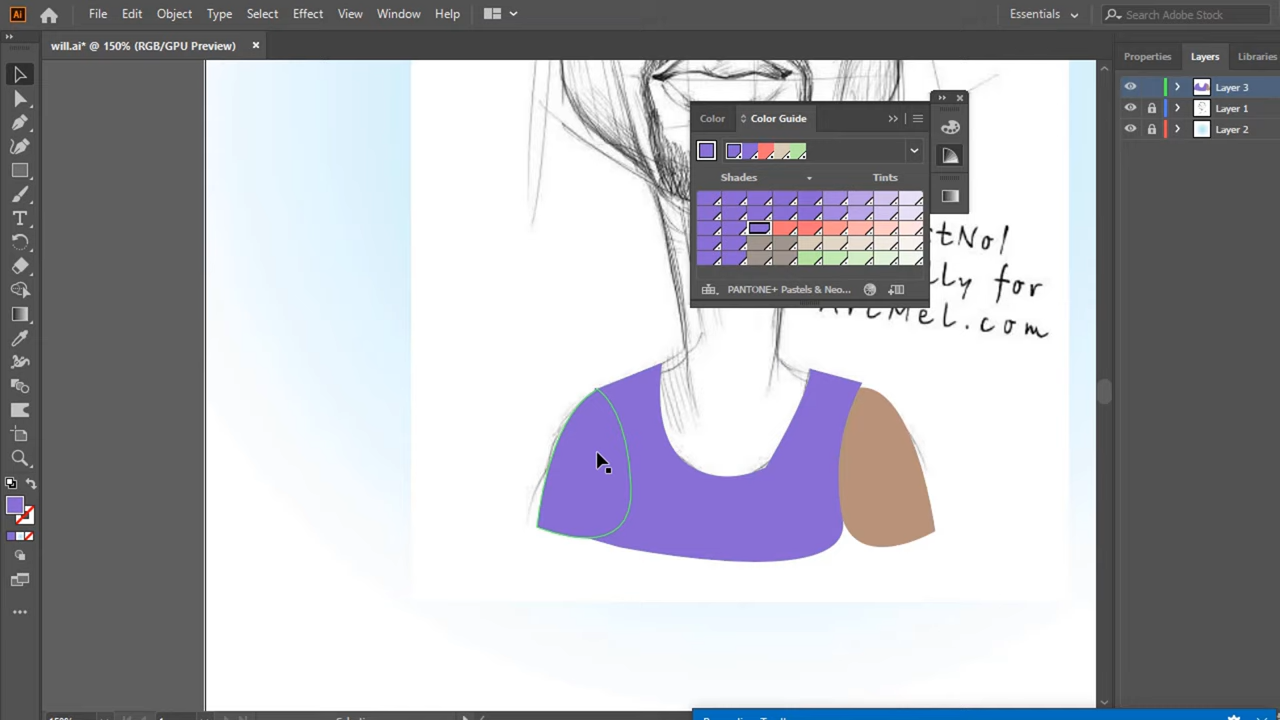 Ai File Edit Object Type Select Effect View Window Help Essentials Search Adobe Stock
will.ai* @ 150% (RGB/GPU Preview)
Properties Layers Libraries
Layer 3
Layer 1
Layer 2
Color Color Guide
Shades Tints
PANTONE+ Pastels & Neo...
for
.com